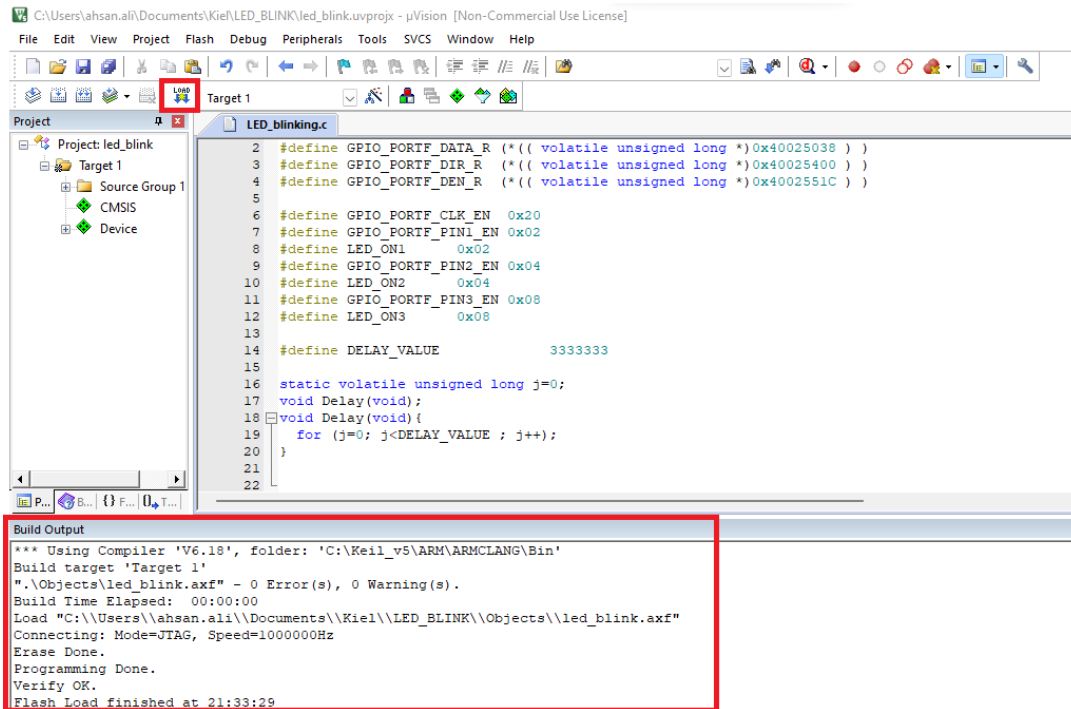 C:\Users\ahsan.ali\Documents\Kiel\LED_BLINK\led_blink.uvprojx - µVision [Non-Commercial Use License]
File Edit View Project Flash Debug Peripherals Tools SVCS Window Help
LOAD
Target 1
Project
LED_blinking.c
Project: led_blink
Target 1
Source Group 1
CMSIS
Device
2 #define GPIO_PORTF_DATA_R (*(( volatile unsigned long *)0x40025038 ) )
3 #define GPIO_PORTF_DIR_R (*(( volatile unsigned long *)0x40025400 ) )
4 #define GPIO_PORTF_DEN_R (*(( volatile unsigned long *)0x4002551C ) )
5
6 #define GPIO_PORTF_CLK_EN 0x20
7 #define GPIO_PORTF_PIN1_EN 0x02
8 #define LED_ON1 0x02
9 #define GPIO_PORTF_PIN2_EN 0x04
10 #define LED_ON2 0x04
11 #define GPIO_PORTF_PIN3_EN 0x08
12 #define LED_ON3 0x08
13
14 #define DELAY_VALUE 3333333
15
16 static volatile unsigned long j=0;
17 void Delay(void);
18 void Delay(void){
19 for (j=0; j<DELAY_VALUE ; j++);
20 }
21
22
P... B... {} F... 0 T...
Build Output
*** Using Compiler 'V6.18', folder: 'C:\Keil_v5\ARM\ARMCLANG\Bin'
Build target 'Target 1'
".\Objects\led_blink.axf" - 0 Error(s), 0 Warning(s).
Build Time Elapsed: 00:00:00
Load "C:\\Users\\ahsan.ali\\Documents\\Kiel\\LED_BLINK\\Objects\\led_blink.axf"
Connecting: Mode=JTAG, Speed=1000000Hz
Erase Done.
Programming Done.
Verify OK.
Flash Load finished at 21:33:29